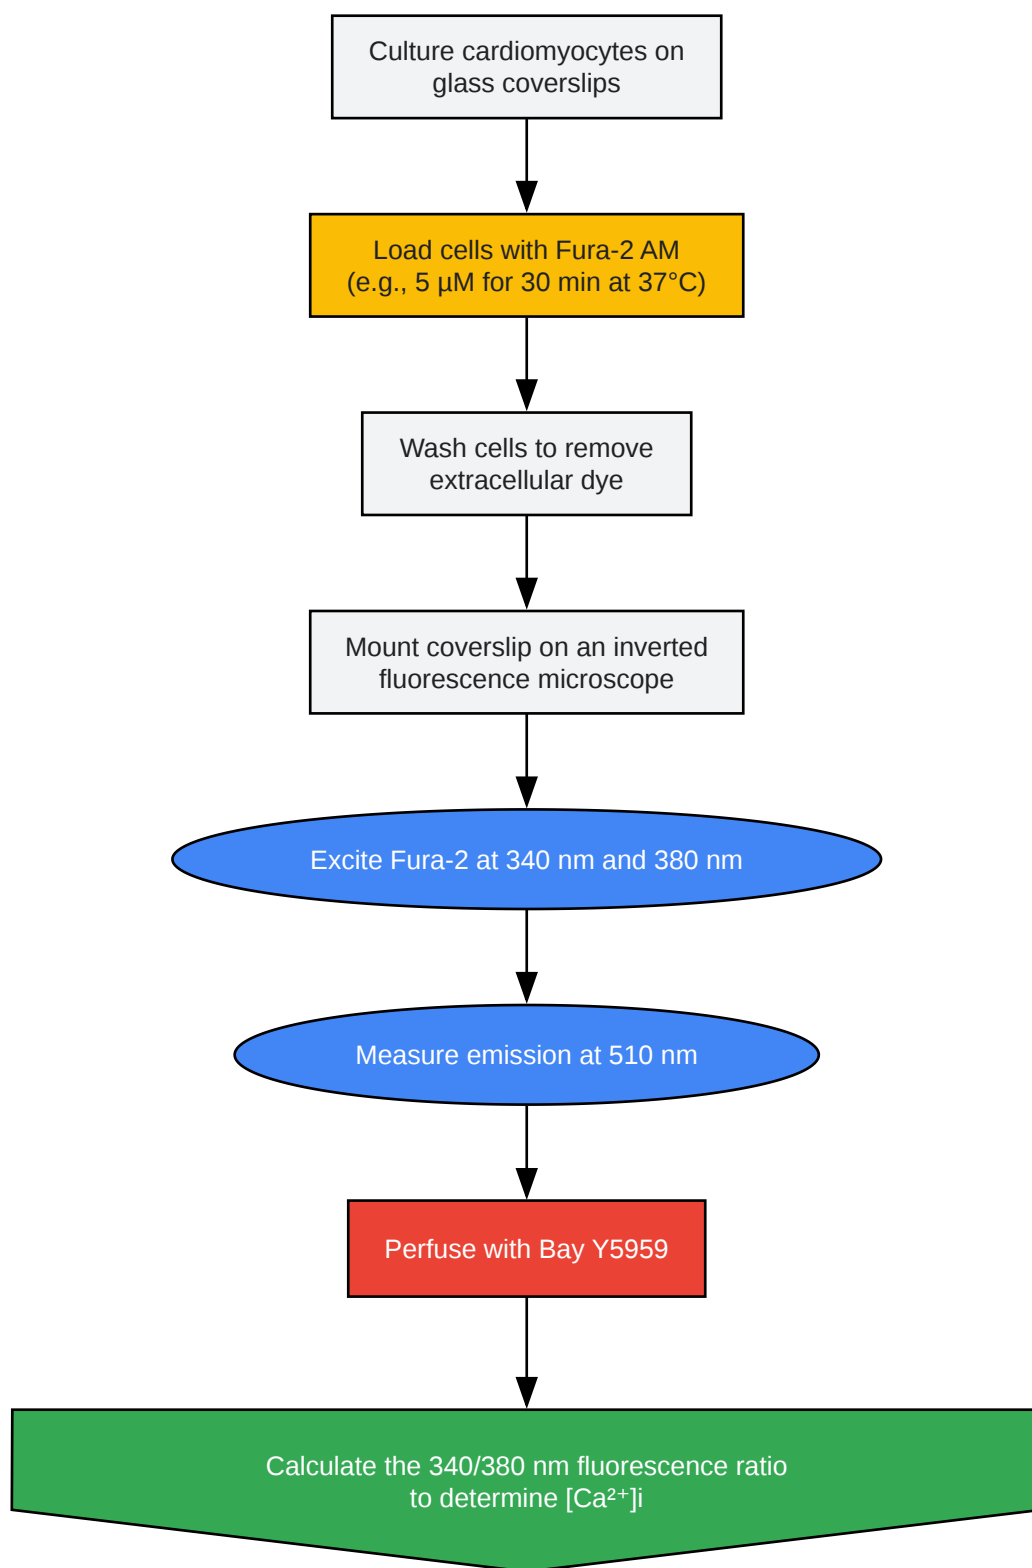 Culture cardiomyocytes on
glass coverslips
Load cells with Fura-2 AM
(e.g., 5 µM for 30 min at 37°C)
Wash cells to remove
extracellular dye
Mount coverslip on an inverted
fluorescence microscope
Excite Fura-2 at 340 nm and 380 nm
Measure emission at 510 nm
Perfuse with Bay Y5959
Calculate the 340/380 nm fluorescence ratio
to determine [Ca²⁺]i